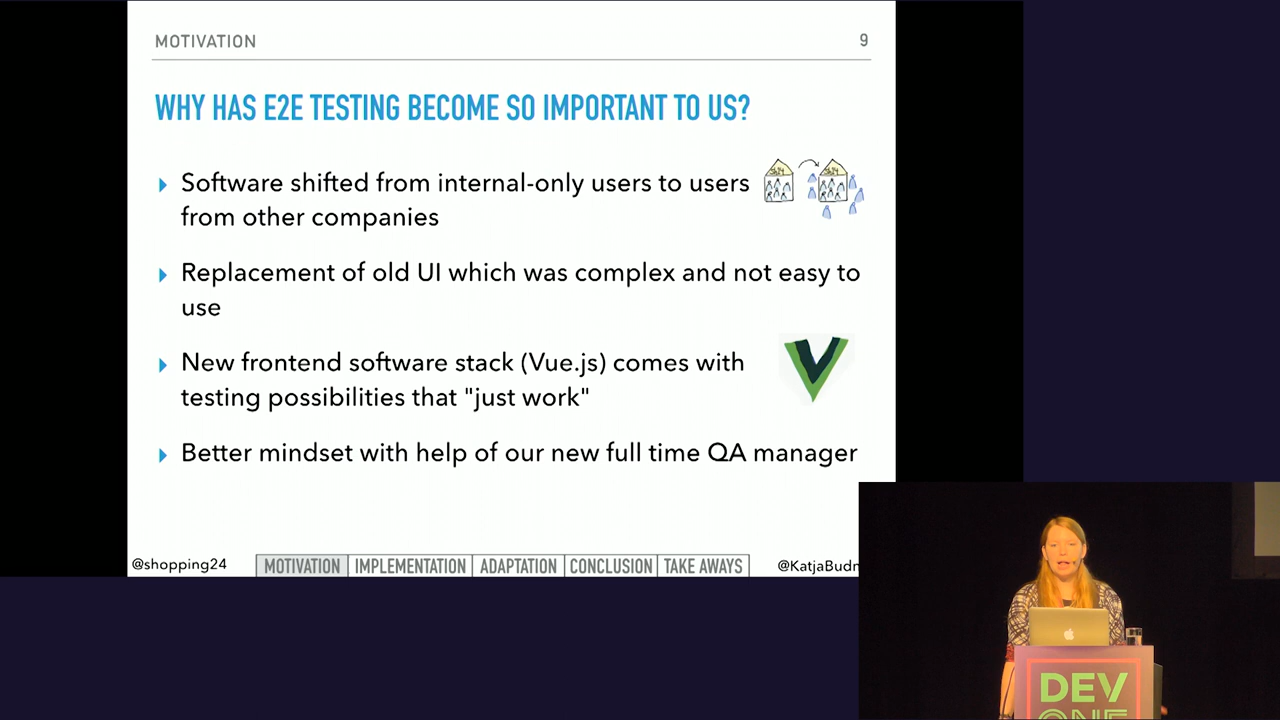 MOTIVATION
9
WHY HAS E2E TESTING BECOME SO IMPORTANT TO US?
Software shifted from internal-only users to users
from other companies
Replacement of old UI which was complex and not easy to
use
New frontend software stack (Vue.js) comes with
testing possibilities that "just work"
Better mindset with help of our new full time QA manager
@shopping24
MOTIVATION
IMPLEMENTATION
ADAPTATION
CONCLUSION
TAKE AWAYS
@KatjaBudn
DEV
ONE